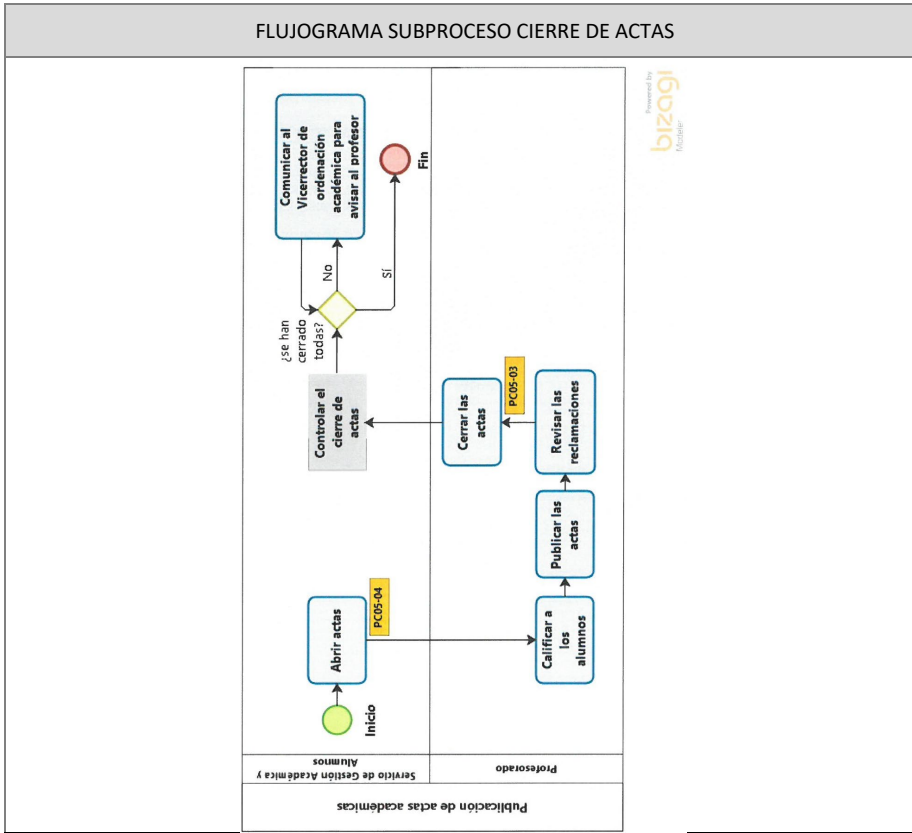 FLUJOGRAMA SUBPROCESO CIERRE DE ACTAS
Publicación de actas académicas
Servicio de Gestión Académica y
Alumnos
Profesorado
Inicio
Abrir actas
PC05-04
Calificar a
los
alumnos
Publicar las
actas
Revisar las
reclamaciones
PC05-03
Cerrar las
actas
Controlar el
cierre de
actas
¿se han
cerrado
todas?
No
Sí
Comunicar al
Vicerrector de
ordenación
académica para
avisar al profesor
Fin
Powered by
bizagi
Modeler